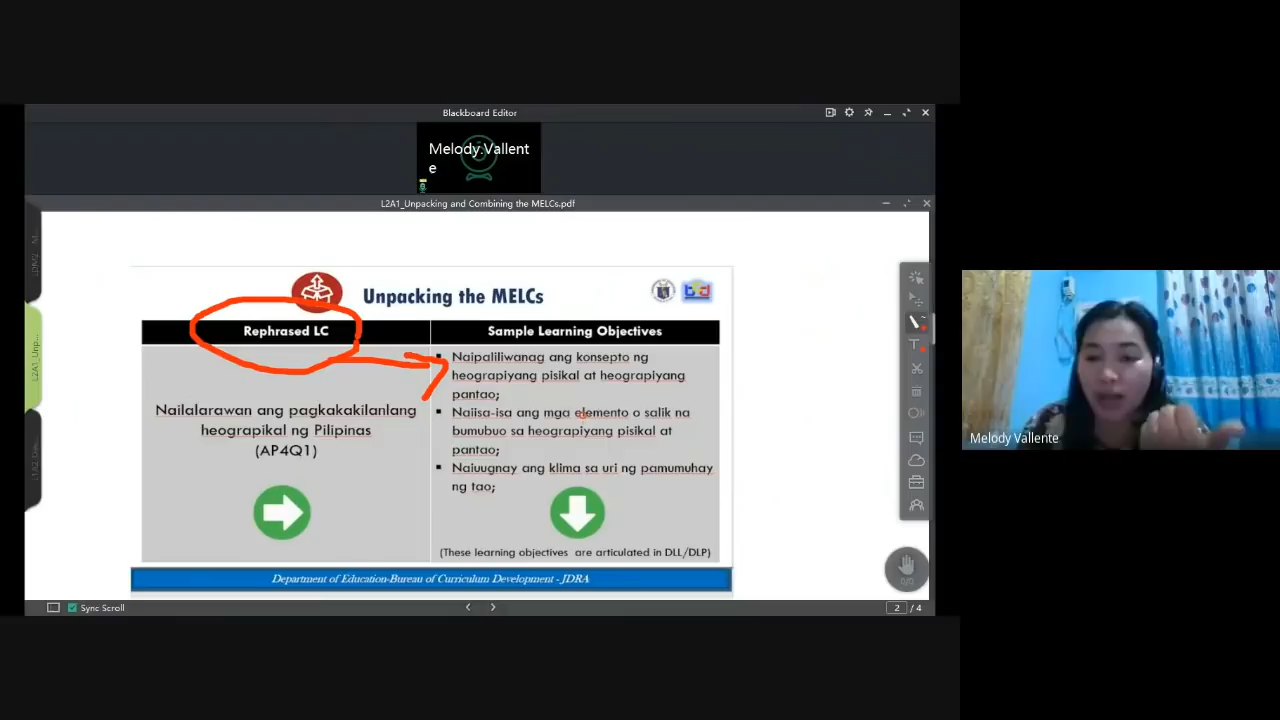 Blackboard Editor
Melody.Vallent
e
L2A1_Unpacking and Combining the MELCs.pdf
Unpacking the MELCs
Rephrased LC
Nailalarawan ang pagkakakilanlang
heograpikal ng Pilipinas
(AP4Q1)
Sample Learning Objectives
Naipaliliwanag ang konsepto ng
heograpiyang pisikal at heograpiyang
pantao;
Naiisa-isa ang mga elemento o salik na
bumubuo sa heograpiyang pisikal at
pantao;
Naiuugnay ang klima sa uri ng pamumuhay
ng tao;
(These learning objectives are articulated in DLL/DLP)
Department of Education-Bureau of Curriculum Development -JDRA
0/0
Sync Scroll
2 / 4
Melody Vallente